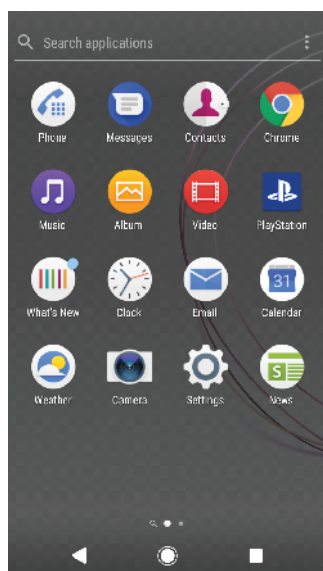 Search applications
Phone Messages Contacts Chrome
Music Album Video PlayStation
31
What's New Clock Email Calendar
S
Weather Camera Settings News